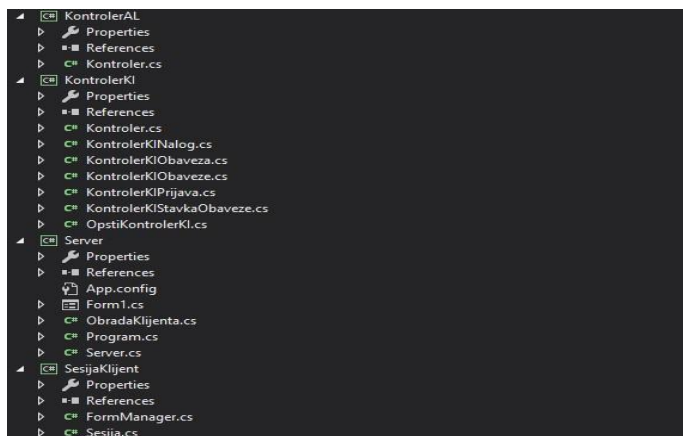 C# KontrolerAL
Properties
References
C# Kontroler.cs
C# KontrolerKI
Properties
References
C# Kontroler.cs
C# KontrolerKINalog.cs
C# KontrolerKIObaveza.cs
C# KontrolerKIObaveze.cs
C# KontrolerKIPrijava.cs
C# KontrolerKIStavkaObaveze.cs
C# OpstiKontrolerKI.cs
C# Server
Properties
References
App.config
Form1.cs
C# ObradaKlijenta.cs
C# Program.cs
C# Server.cs
C# SesijaKlijent
Properties
References
C# FormManager.cs
C# Sesija.cs